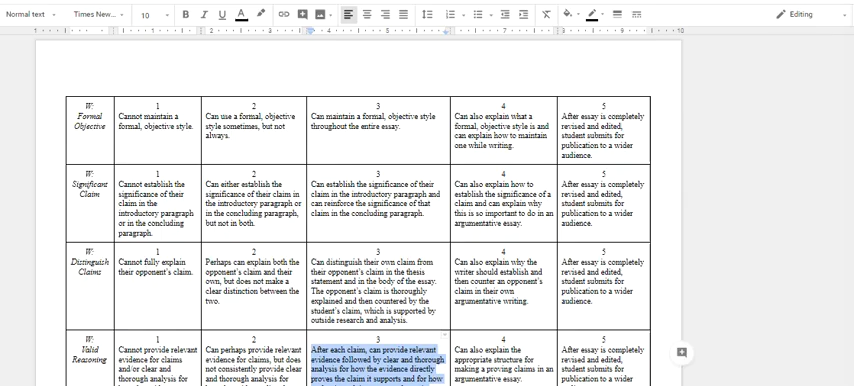 Normal text Times New... 10 B I U A Editing
1 1 2 3 4 5 7 8 9 10
W: 1 2 3 4 5
Formal Cannot maintain a Can use a formal, objective Can maintain a formal, objective style Can also explain what a After essay is completely
Objective formal, objective style. style sometimes, but not throughout the entire essay. formal, objective style is and revised and edited,
always. can explain how to maintain student submits for
one while writing. publication to a wider
audience.
W: 1 2 3 4 5
Significant Cannot establish the Can either establish the Can establish the significance of their Can also explain how to After essay is completely
Claim significance of their significance of their claim in claim in the introductory paragraph and establish the significance of a revised and edited,
claim in the the introductory paragraph or can reinforce the significance of that claim and can explain why student submits for
introductory paragraph in the concluding paragraph, claim in the concluding paragraph. this is so important to do in an publication to a wider
or in the concluding but not in both. argumentative essay. audience.
paragraph.
W: 1 2 3 4 5
Distinguish Cannot fully explain Perhaps can explain both the Can distinguish their own claim from Can also explain why the After essay is completely
Claims their opponent's claim. opponent's claim and their their opponent's claim in the thesis writer should establish and revised and edited,
own, but does not make a statement and in the body of the essay. then counter an opponent's student submits for
clear distinction between the The opponent's claim is thoroughly claim in their own publication to a wider
two. explained and then countered by the argumentative writing. audience.
student's claim, which is supported by
outside research and analysis.
W: 1 2 3 4 5
Valid Cannot provide relevant Can perhaps provide relevant After each claim, can provide relevant Can also explain the After essay is completely
Reasoning evidence for claims evidence for claims, but does evidence followed by clear and thorough appropriate structure for revised and edited,
and/or clear and not consistently provide clear analysis for how the evidence directly making a proving claims in an student submits for
thorough analysis for and thorough analysis for proves the claim it supports and for how argumentative essay. publication to a wider